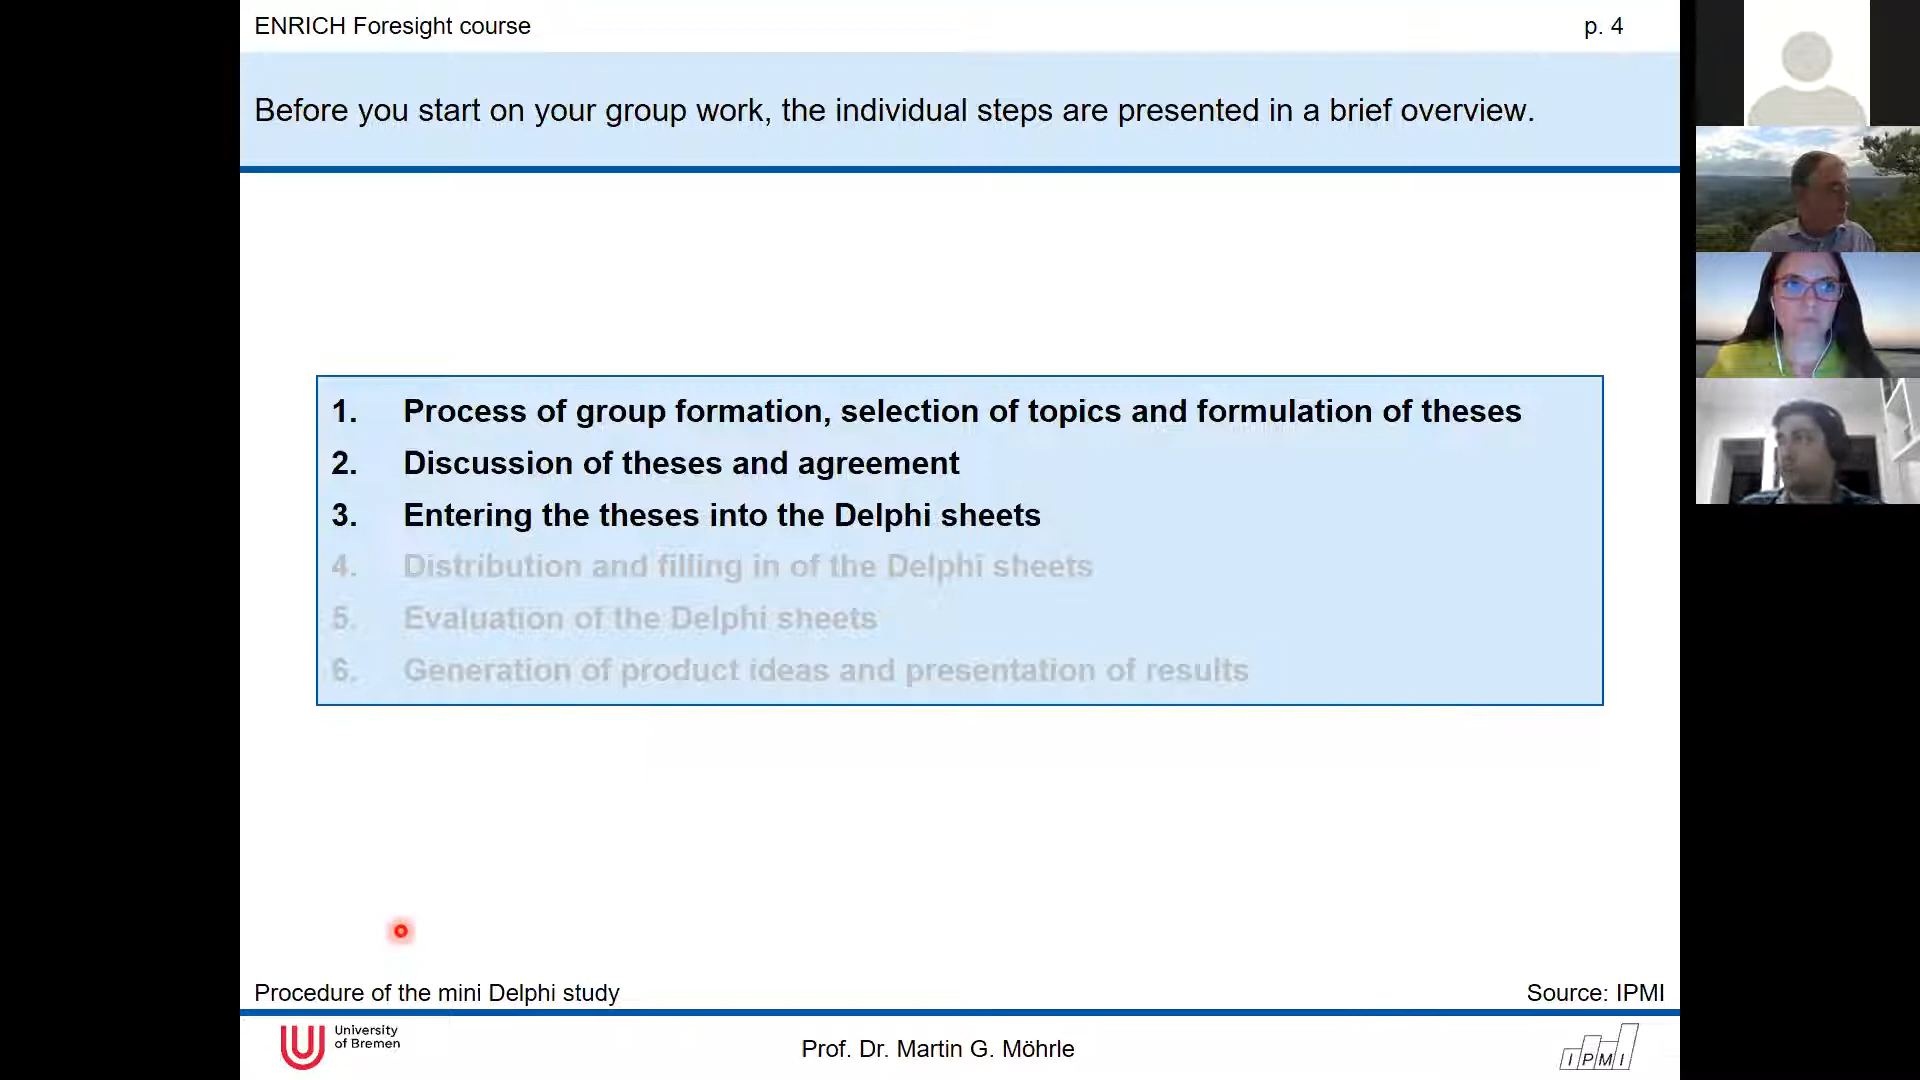 ENRICH Foresight course
p. 4
Before you start on your group work, the individual steps are presented in a brief overview.
1. Process of group formation, selection of topics and formulation of theses
2. Discussion of theses and agreement
3. Entering the theses into the Delphi sheets
4. Distribution and filling in of the Delphi sheets
5. Evaluation of the Delphi sheets
6. Generation of product ideas and presentation of results
Procedure of the mini Delphi study
Source: IPMI
University
of Bremen
Prof. Dr. Martin G. Möhrle
IPMI